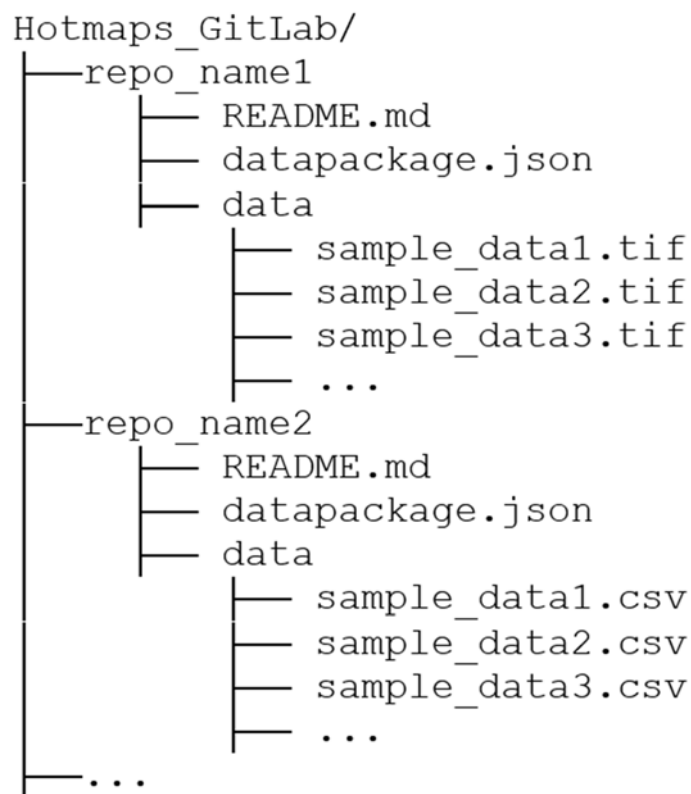 Hotmaps_GitLab/
repo_name1
README.md
datapackage.json
data
sample_data1.tif
sample_data2.tif
sample_data3.tif
...
repo_name2
README.md
datapackage.json
data
sample_data1.csv
sample_data2.csv
sample_data3.csv
...
...